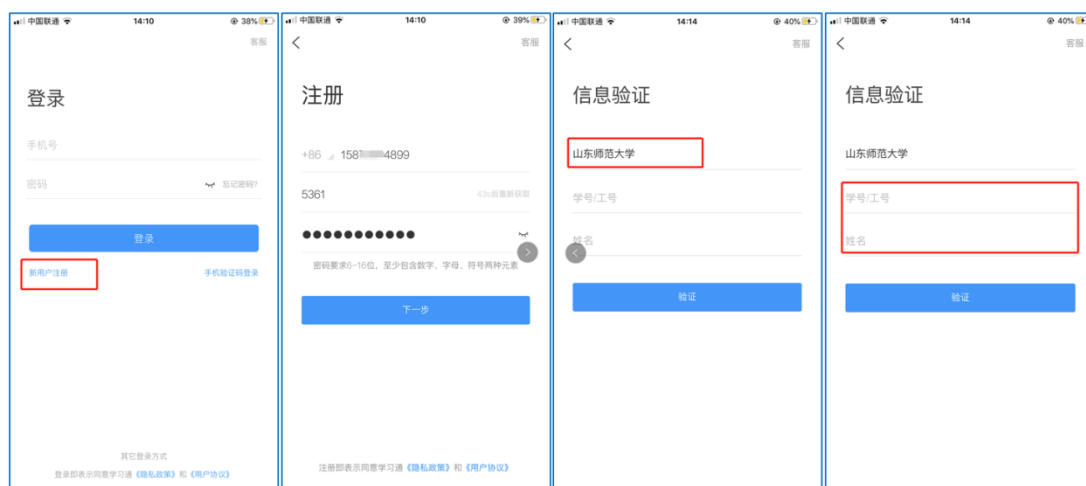 中国联通 14:10 38%
客服
登录
手机号
密码 忘记密码?
登录
新用户注册 手机验证码登录
其它登录方式
登录即表示同意学习通《隐私政策》和《用户协议》
中国联通 14:10 39%
客服
注册
+86 158 4899
5361 43s后重新获取
密码要求6-16位，至少包含数字、字母、符号两种元素
下一步
注册即表示同意学习通《隐私政策》和《用户协议》
中国联通 14:14 40%
客服
信息验证
山东师范大学
学号/工号
姓名
验证
中国联通 14:14 40%
客服
信息验证
山东师范大学
学号/工号
姓名
验证